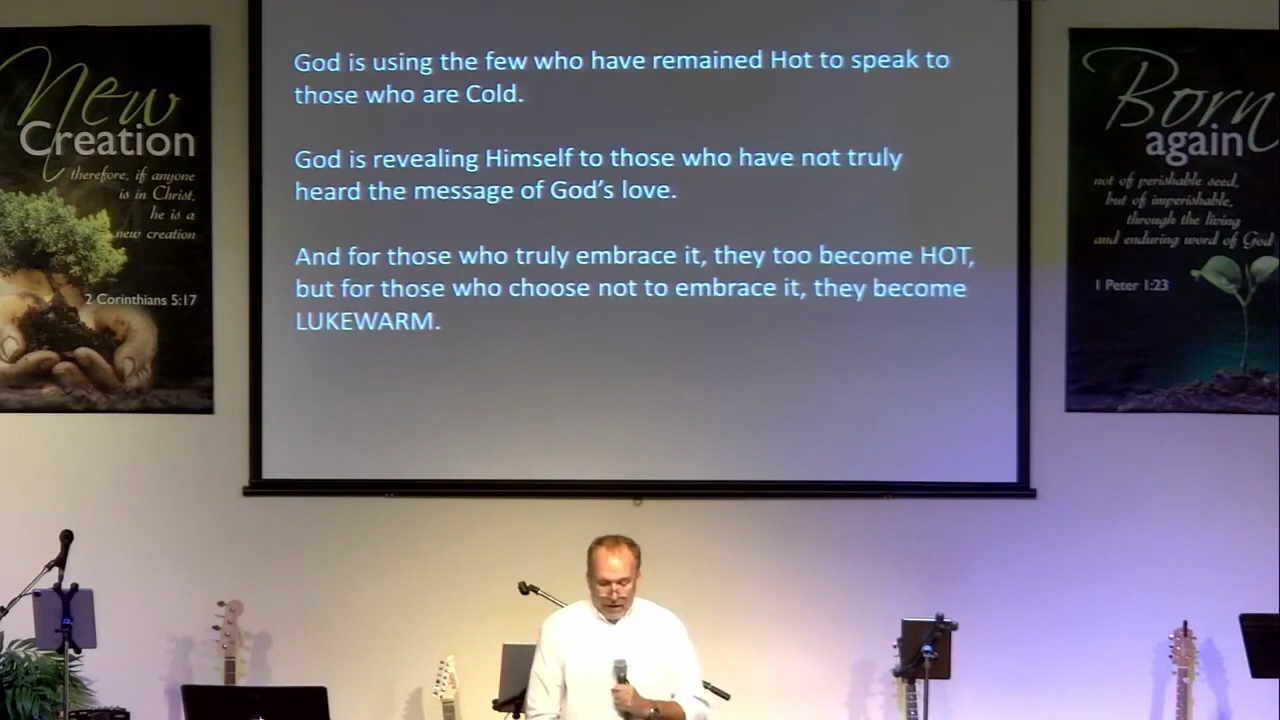 New
Creation
therefore, if anyone
is in Christ,
he is a
new creation
2 Corinthians 5:17
God is using the few who have remained Hot to speak to
those who are Cold.
God is revealing Himself to those who have not truly
heard the message of God’s love.
And for those who truly embrace it, they too become HOT,
but for those who choose not to embrace it, they become
LUKEWARM.
Born
again
not of perishable seed,
but of imperishable,
through the living
and enduring word of God
1 Peter 1:23